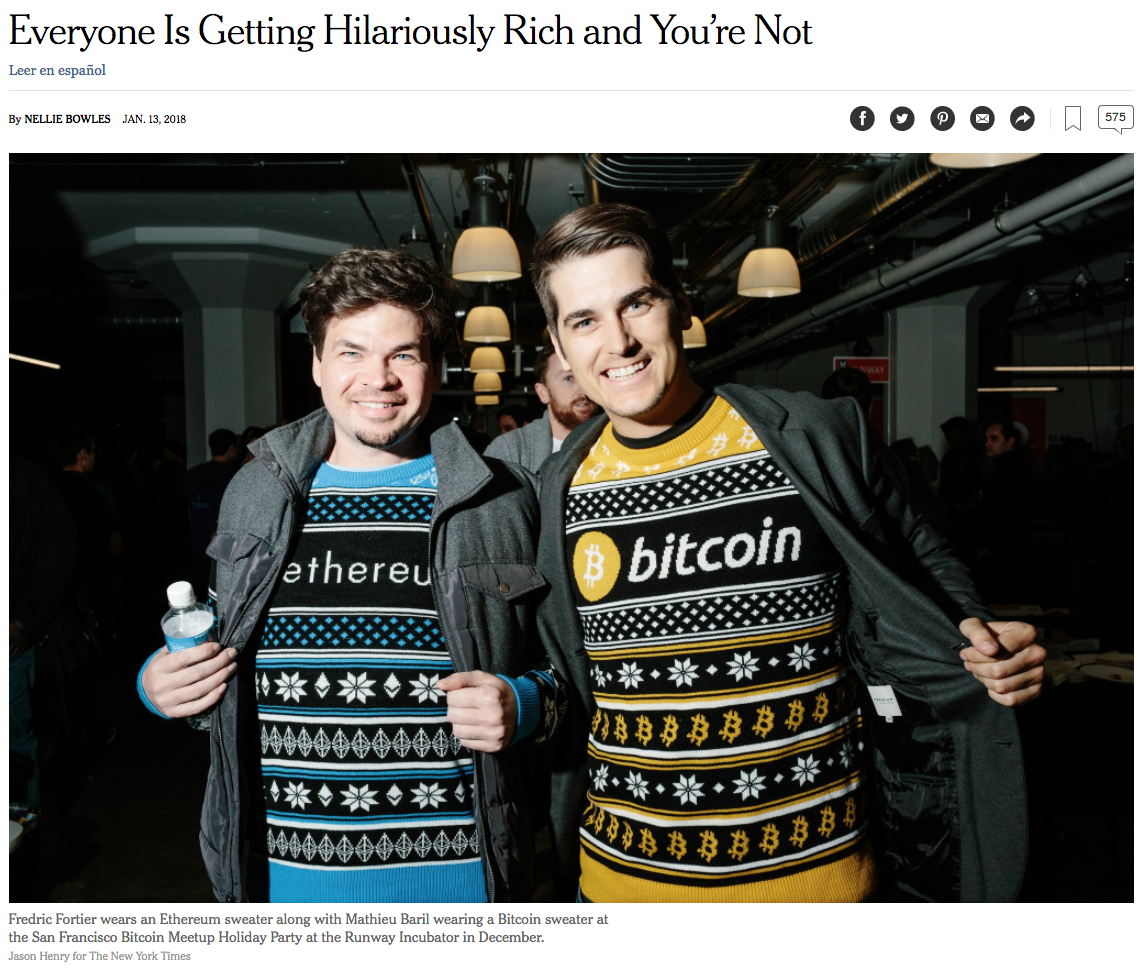 Everyone Is Getting Hilariously Rich and You’re Not
Leer en español
By NELLIE BOWLES JAN. 13, 2018
575
WAY
ethereu
bitcoin
Fredric Fortier wears an Ethereum sweater along with Mathieu Baril wearing a Bitcoin sweater at
the San Francisco Bitcoin Meetup Holiday Party at the Runway Incubator in December.
Jason Henry for The New York Times